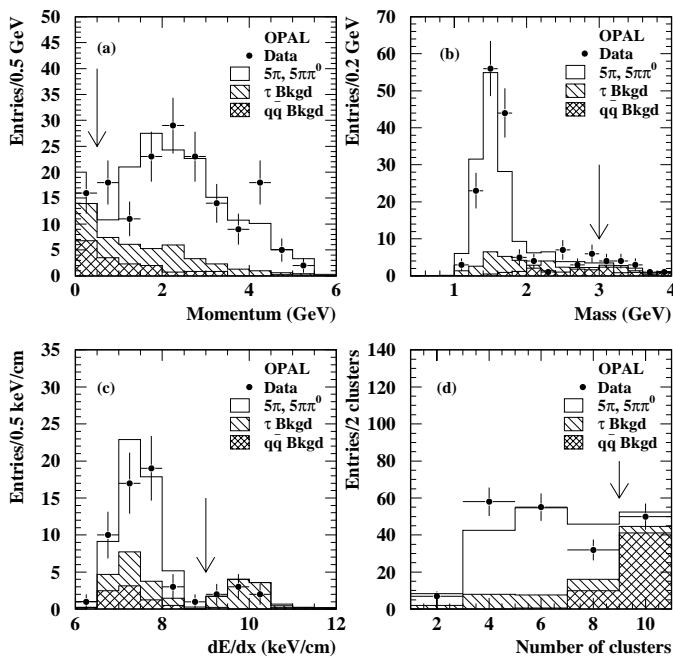 Entries/0.5 GeV
50
45
40
35
30
25
20
15
10
5
0
0 2 4 6
Momentum (GeV)
(a)
OPAL
Data
5π, 5ππ⁰
τ Bkgd
qq̄ Bkgd
Entries/0.2 GeV
70
60
50
40
30
20
10
0
1 2 3 4
Mass (GeV)
(b)
OPAL
Data
5π, 5ππ⁰
τ Bkgd
qq̄ Bkgd
Entries/0.5 keV/cm
35
30
25
20
15
10
5
0
6 8 10 12
dE/dx (keV/cm)
(c)
OPAL
Data
5π, 5ππ⁰
τ Bkgd
qq̄ Bkgd
Entries/2 clusters
140
120
100
80
60
40
20
0
2 4 6 8 10
Number of clusters
(d)
OPAL
Data
5π, 5ππ⁰
τ Bkgd
qq̄ Bkgd